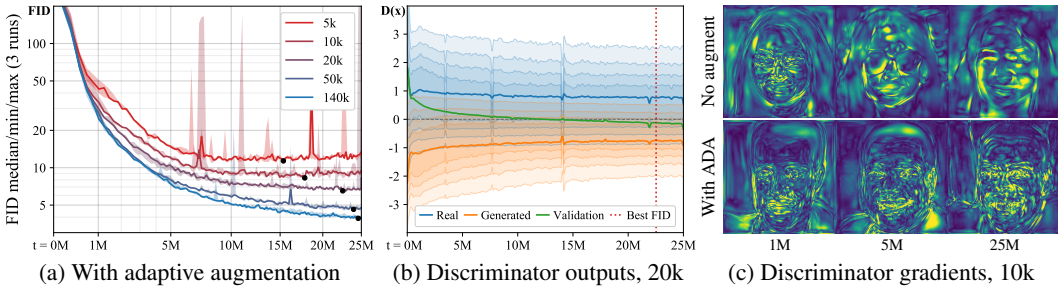 FID
FID median/min/max (3 runs)
100
50
20
10
5
5k
10k
20k
50k
140k
t = 0M 1M 5M 10M 15M 20M 25M
(a) With adaptive augmentation
D(x)
3
2
1
0
-1
-2
-3
Real Generated Validation Best FID
t = 0M 5M 10M 15M 20M 25M
(b) Discriminator outputs, 20k
No augment
With ADA
1M 5M 25M
(c) Discriminator gradients, 10k